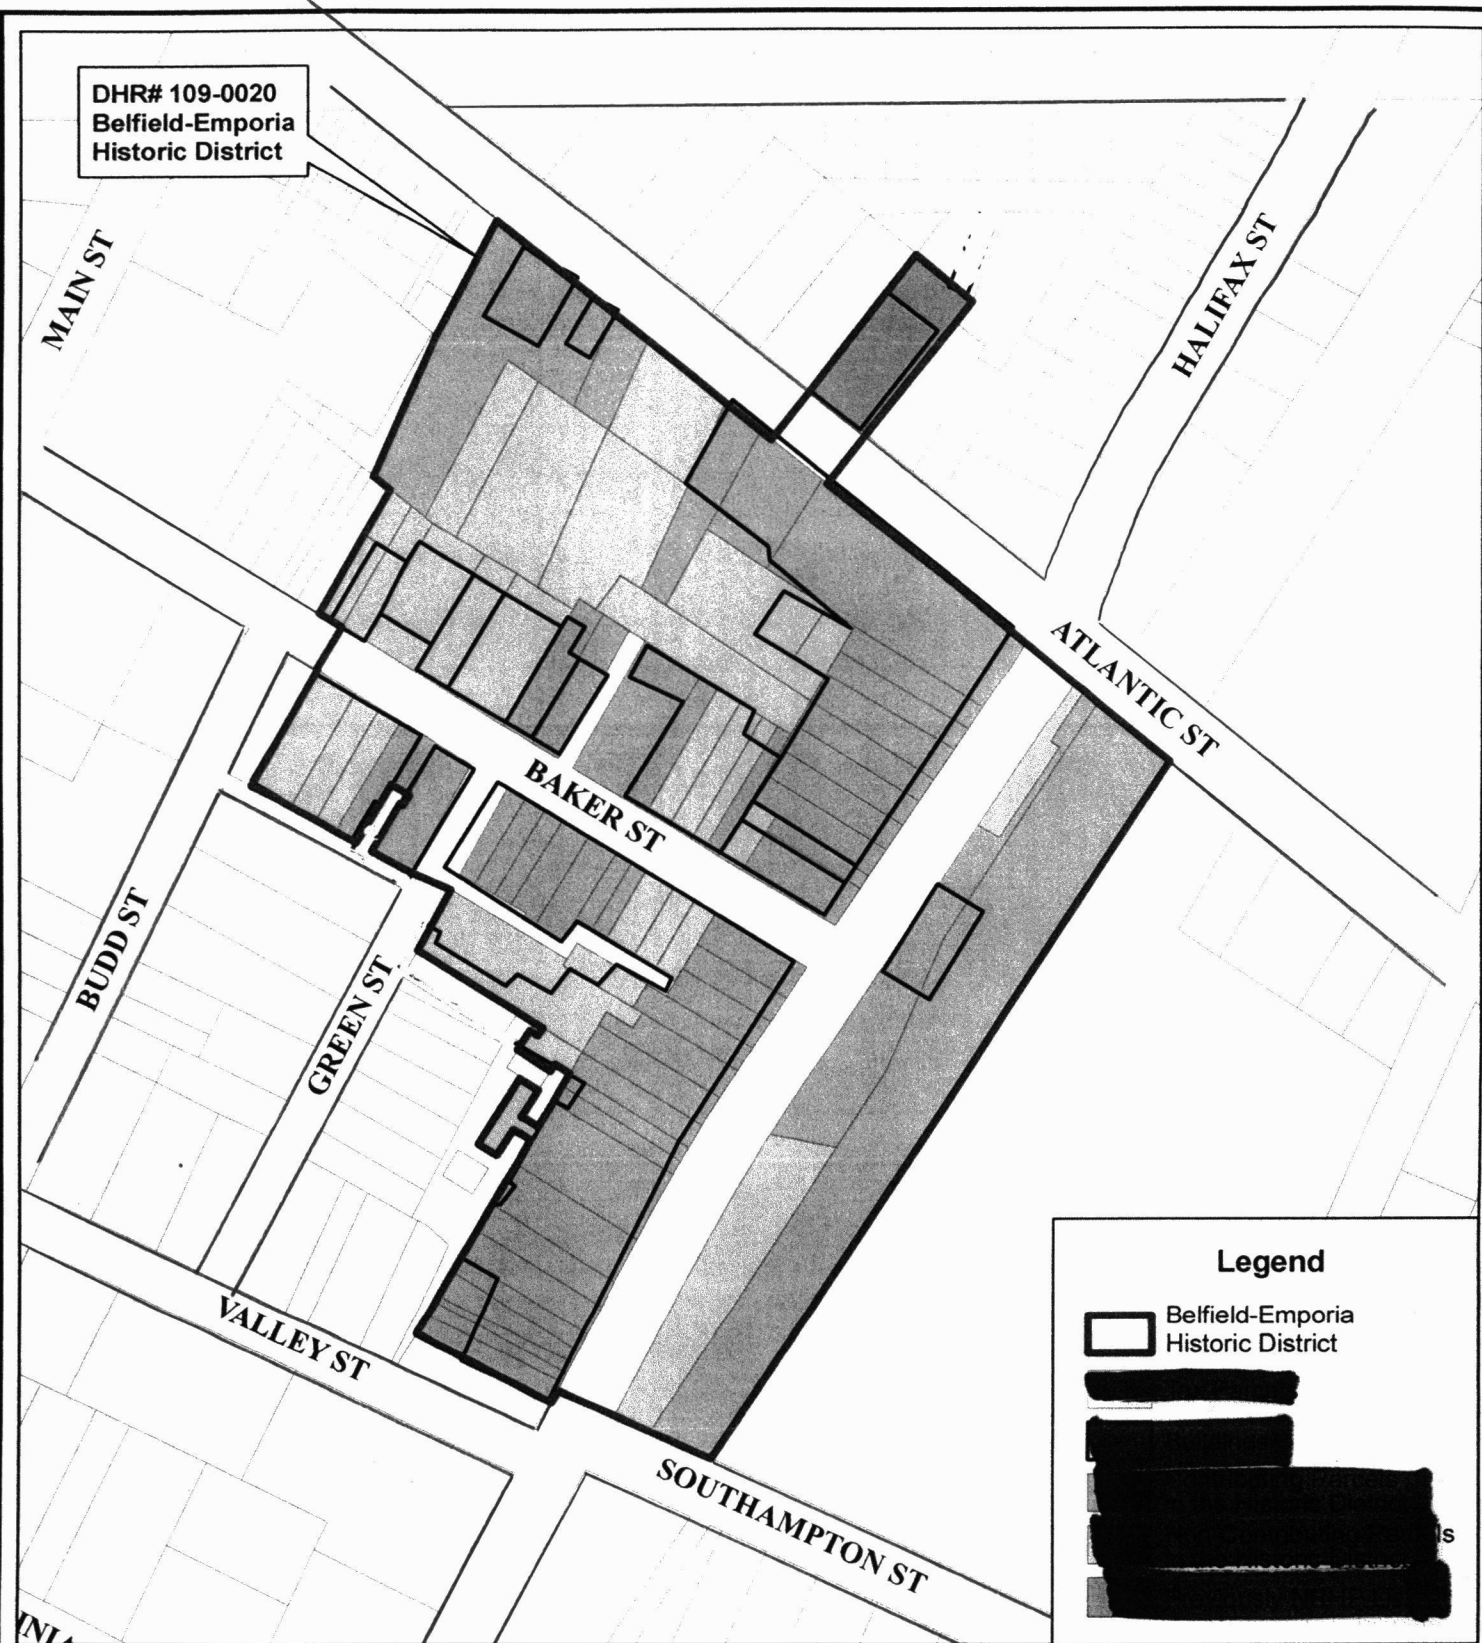 DHR# 109-0020
Belfield-Emporia
Historic District
MAIN ST
HALIFAX ST
ATLANTIC ST
BAKER ST
BUDD ST
GREEN ST
VALLEY ST
SOUTHAMPTON ST
Legend
Belfield-Emporia
Historic District